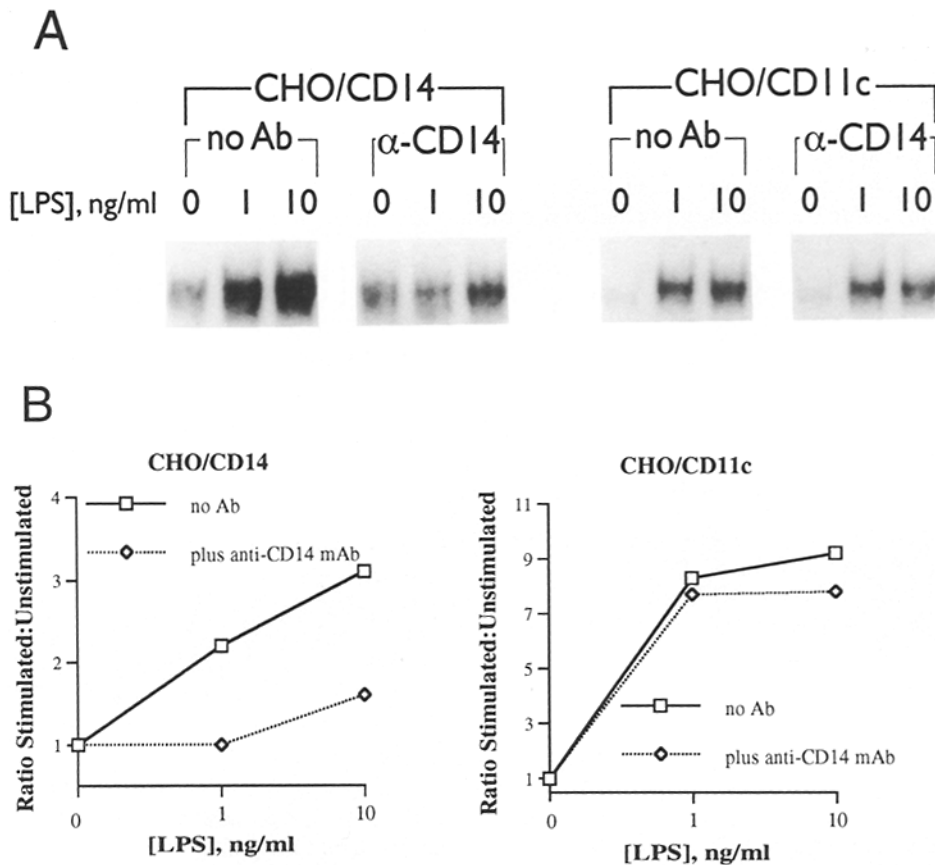 A
CHO/CD14 CHO/CD11c
no Ab α-CD14 no Ab α-CD14
[LPS], ng/ml 0 1 10 0 1 10 0 1 10 0 1 10
B
CHO/CD14
4
no Ab
plus anti-CD14 mAb
3
2
1
Ratio Stimulated:Unstimulated
0 1 10
[LPS], ng/ml
CHO/CD11c
11
9
7
5
3
1
no Ab
plus anti-CD14 mAb
Ratio Stimulated:Unstimulated
0 1 10
[LPS], ng/ml